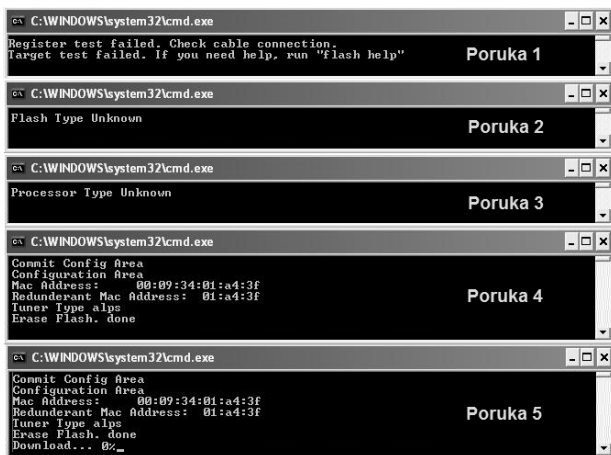 C:\WINDOWS\system32\cmd.exe
Register test failed. Check cable connection.
Target test failed. If you need help, run "flash help"
Poruka 1
C:\WINDOWS\system32\cmd.exe
Flash Type Unknown
Poruka 2
C:\WINDOWS\system32\cmd.exe
Processor Type Unknown
Poruka 3
C:\WINDOWS\system32\cmd.exe
Commit Config Area
Configuration Area
Mac Address: 00:09:34:01:a4:3f
Redunderant Mac Address: 01:a4:3f
Tuner Type alps
Erase Flash. done
Poruka 4
C:\WINDOWS\system32\cmd.exe
Commit Config Area
Configuration Area
Mac Address: 00:09:34:01:a4:3f
Redunderant Mac Address: 01:a4:3f
Tuner Type alps
Erase Flash. done
Download... 0%_
Poruka 5